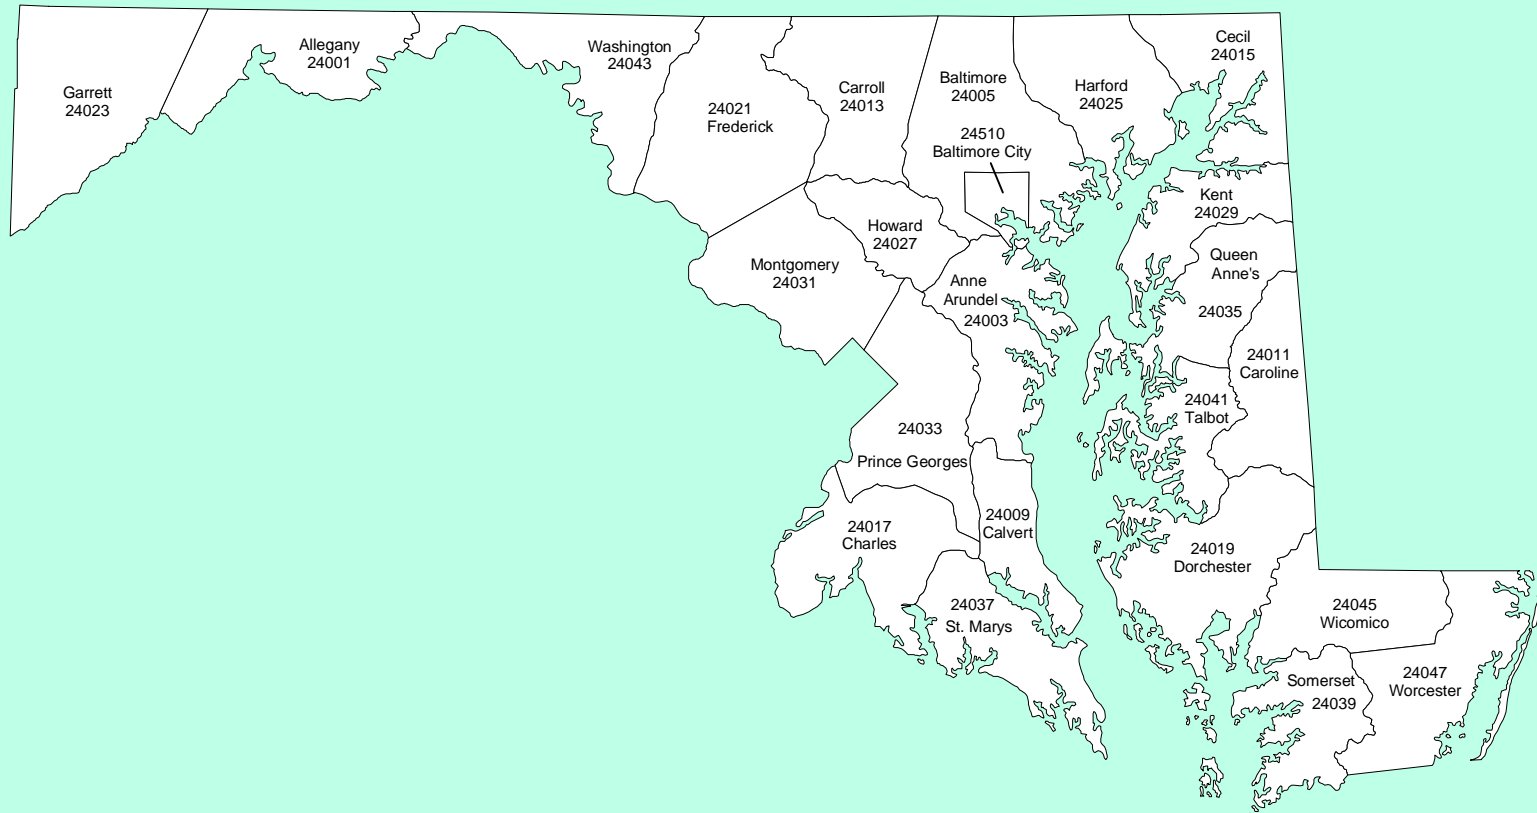 Garrett
24023
Allegany
24001
Washington
24043
24021
Frederick
Carroll
24013
Baltimore
24005
24510
Baltimore City
Harford
24025
Cecil
24015
Kent
24029
Howard
24027
Montgomery
24031
Anne
Arundel
24003
Queen
Anne's
24035
24011
Caroline
24041
Talbot
24033
Prince Georges
24009
Calvert
24017
Charles
24037
St. Marys
24019
Dorchester
24045
Wicomico
Somerset
24039
24047
Worcester